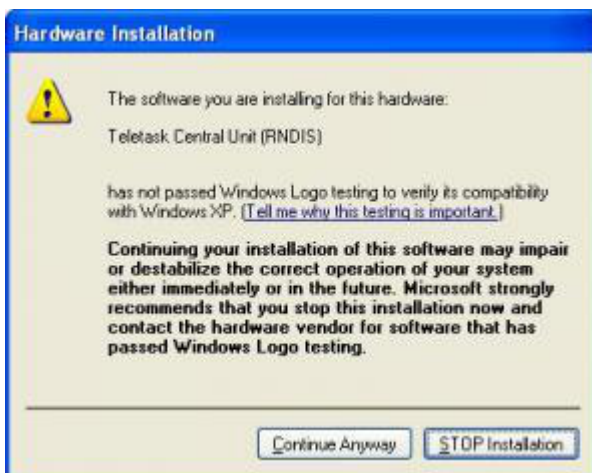 Hardware Installation
The software you are installing for this hardware:
Teletask Central Unit (RNDIS)
has not passed Windows Logo testing to verify its compatibility
with Windows XP. (Tell me why this testing is important.)
Continuing your installation of this software may impair
or destabilize the correct operation of your system
either immediately or in the future. Microsoft strongly
recommends that you stop this installation now and
contact the hardware vendor for software that has
passed Windows Logo testing.
Continue Anyway
STOP Installation